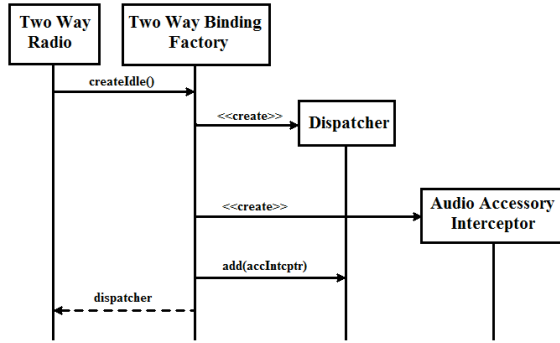 Two Way
Radio
Two Way Binding
Factory
createIdle()
<<create>>
Dispatcher
<<create>>
Audio Accessory
Interceptor
add(accIntcptr)
dispatcher